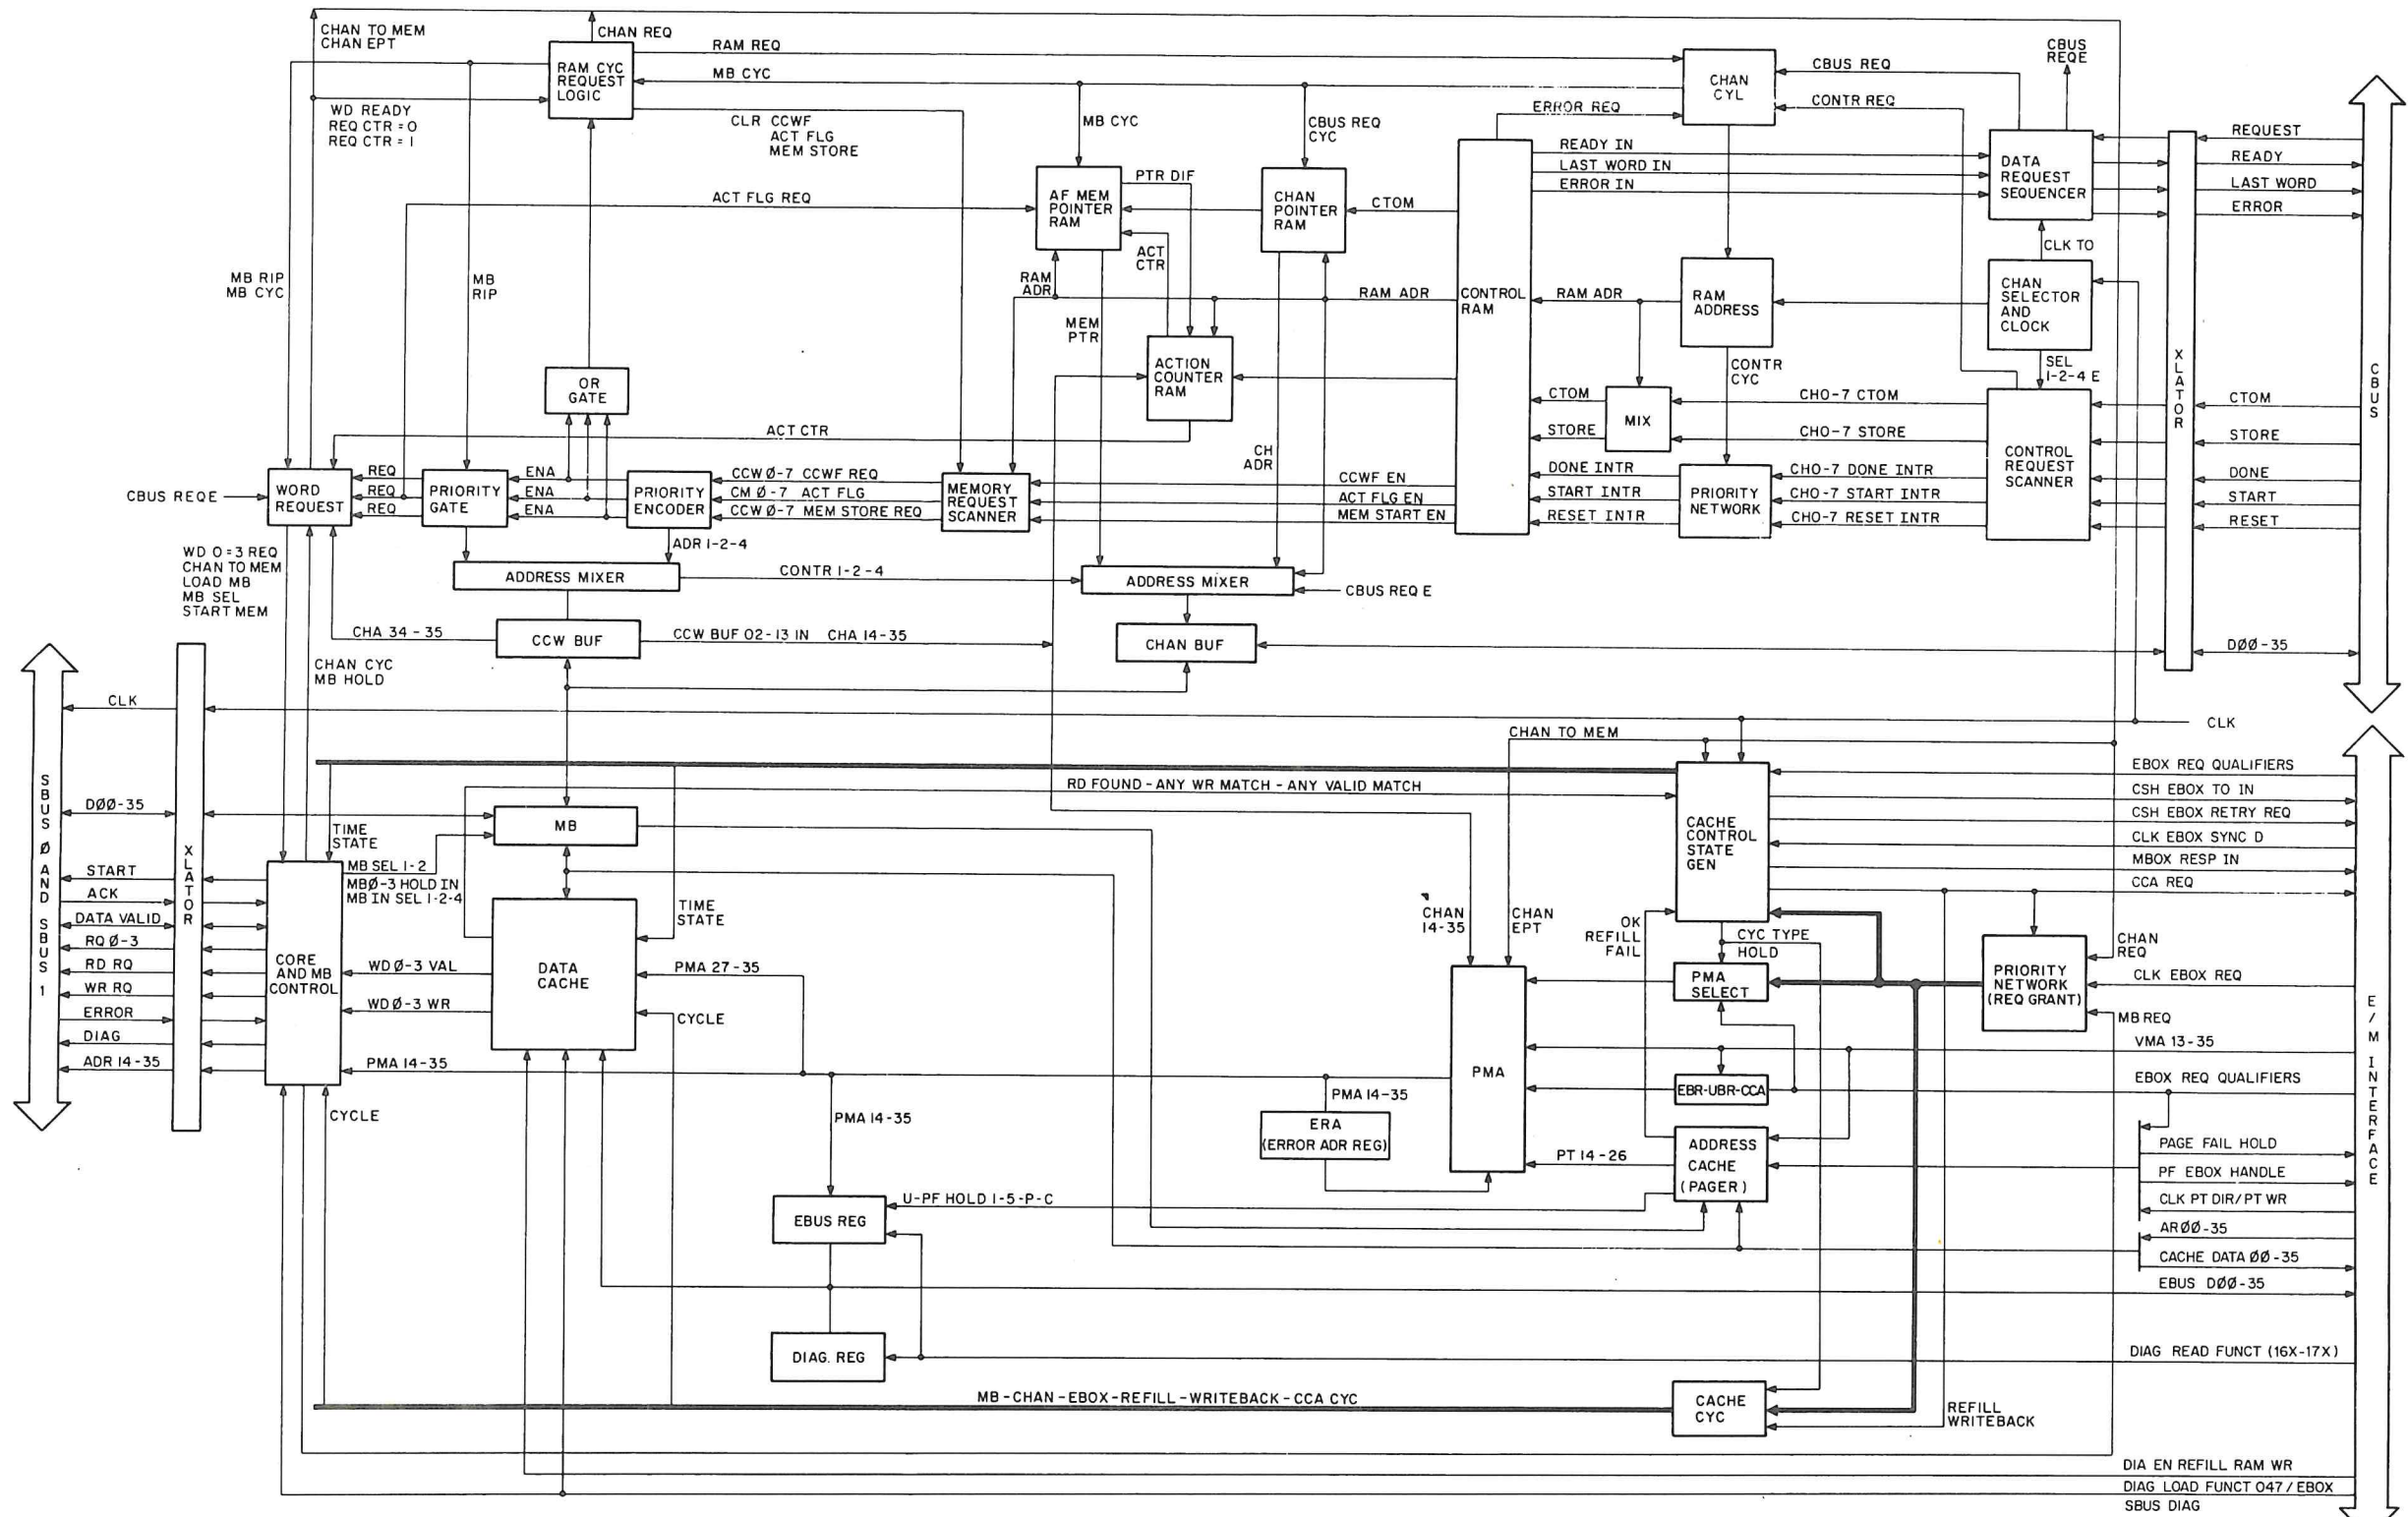 CHAN TO MEM
CHAN EPT
CHAN REQ
RAM REQ
MB CYC
RAM CYC
REQUEST
LOGIC
WD READY
REQ CTR = 0
REQ CTR = 1
CLR CCWF
ACT FLG
MEM STORE
MB CYC
CBUS REQ
CYC
ERROR REQ
CHAN
CYL
CBUS REQ
CONTR REQ
CBUS
REQE
READY IN
LAST WORD IN
ERROR IN
DATA
REQUEST
SEQUENCER
REQUEST
READY
LAST WORD
ERROR
ACT FLG REQ
AF MEM
POINTER
RAM
PTR DIF
CHAN
POINTER
RAM
CTOM
ACT
CTR
CLK TO
MB RIP
MB CYC
MB
RIP
RAM
ADR
MEM
PTR
RAM ADR
CONTROL
RAM
RAM ADR
RAM
ADDRESS
CHAN
SELECTOR
AND
CLOCK
ACTION
COUNTER
RAM
CONTR
CYC
SEL
1-2-4 E
XLATOR
CBUS
OR
GATE
ACT CTR
CH
ADR
CTOM
STORE
MIX
CHO-7 CTOM
CHO-7 STORE
CONTROL
REQUEST
SCANNER
CTOM
STORE
DONE
START
RESET
CBUS REQE
WORD
REQUEST
REQ
REQ
REQ
PRIORITY
GATE
ENA
ENA
ENA
PRIORITY
ENCODER
CCW Ø-7 CCWF REQ
CM Ø-7 ACT FLG
CCW Ø-7 MEM STORE REQ
MEMORY
REQUEST
SCANNER
CCWF EN
ACT FLG EN
MEM START EN
DONE INTR
START INTR
RESET INTR
PRIORITY
NETWORK
CHO-7 DONE INTR
CHO-7 START INTR
CHO-7 RESET INTR
ADR 1-2-4
WD 0=3 REQ
CHAN TO MEM
LOAD MB
MB SEL
START MEM
ADDRESS MIXER
CONTR 1-2-4
ADDRESS MIXER
CBUS REQ E
CHA 34-35
CCW BUF
CCW BUF 02-13 IN CHA 14-35
CHAN BUF
DØØ-35
CHAN CYC
MB HOLD
CLK
CLK
CHAN TO MEM
SBUS Ø AND SBUS 1
XLATOR
DØØ-35
START
ACK
DATA VALID
RQ Ø-3
RD RQ
WR RQ
ERROR
DIAG
ADR 14-35
TIME
STATE
CORE
AND MB
CONTROL
MB
MB SEL 1-2
MBØ-3 HOLD IN
MB IN SEL 1-2-4
RD FOUND - ANY WR MATCH - ANY VALID MATCH
TIME
STATE
DATA
CACHE
WD Ø-3 VAL
WD Ø-3 WR
PMA 27-35
CYCLE
PMA 14-35
CYCLE
PMA 14-35
CHAN
14-35
CHAN
EPT
CACHE
CONTROL
STATE
GEN
EBOX REQ QUALIFIERS
CSH EBOX TO IN
CSH EBOX RETRY REQ
CLK EBOX SYNC D
MBOX RESP IN
CCA REQ
OK
REFILL
FAIL
CYC TYPE
HOLD
PMA
SELECT
PRIORITY
NETWORK
(REQ GRANT)
CHAN
REQ
CLK EBOX REQ
MB REQ
VMA 13-35
PMA
EBR-UBR-CCA
EBOX REQ QUALIFIERS
E/M INTERFACE
PMA 14-35
ERA
(ERROR ADR REG)
PT 14-26
ADDRESS
CACHE
(PAGER)
PAGE FAIL HOLD
PF EBOX HANDLE
CLK PT DIR/PT WR
ARØØ-35
CACHE DATA ØØ-35
EBUS DØØ-35
U-PF HOLD 1-5-P-C
EBUS REG
DIAG. REG
DIAG READ FUNCT (16X-17X)
MB-CHAN-EBOX-REFILL-WRITEBACK-CCA CYC
CACHE
CYC
REFILL
WRITEBACK
DIA EN REFILL RAM WR
DIAG LOAD FUNCT 047 / EBOX
SBUS DIAG